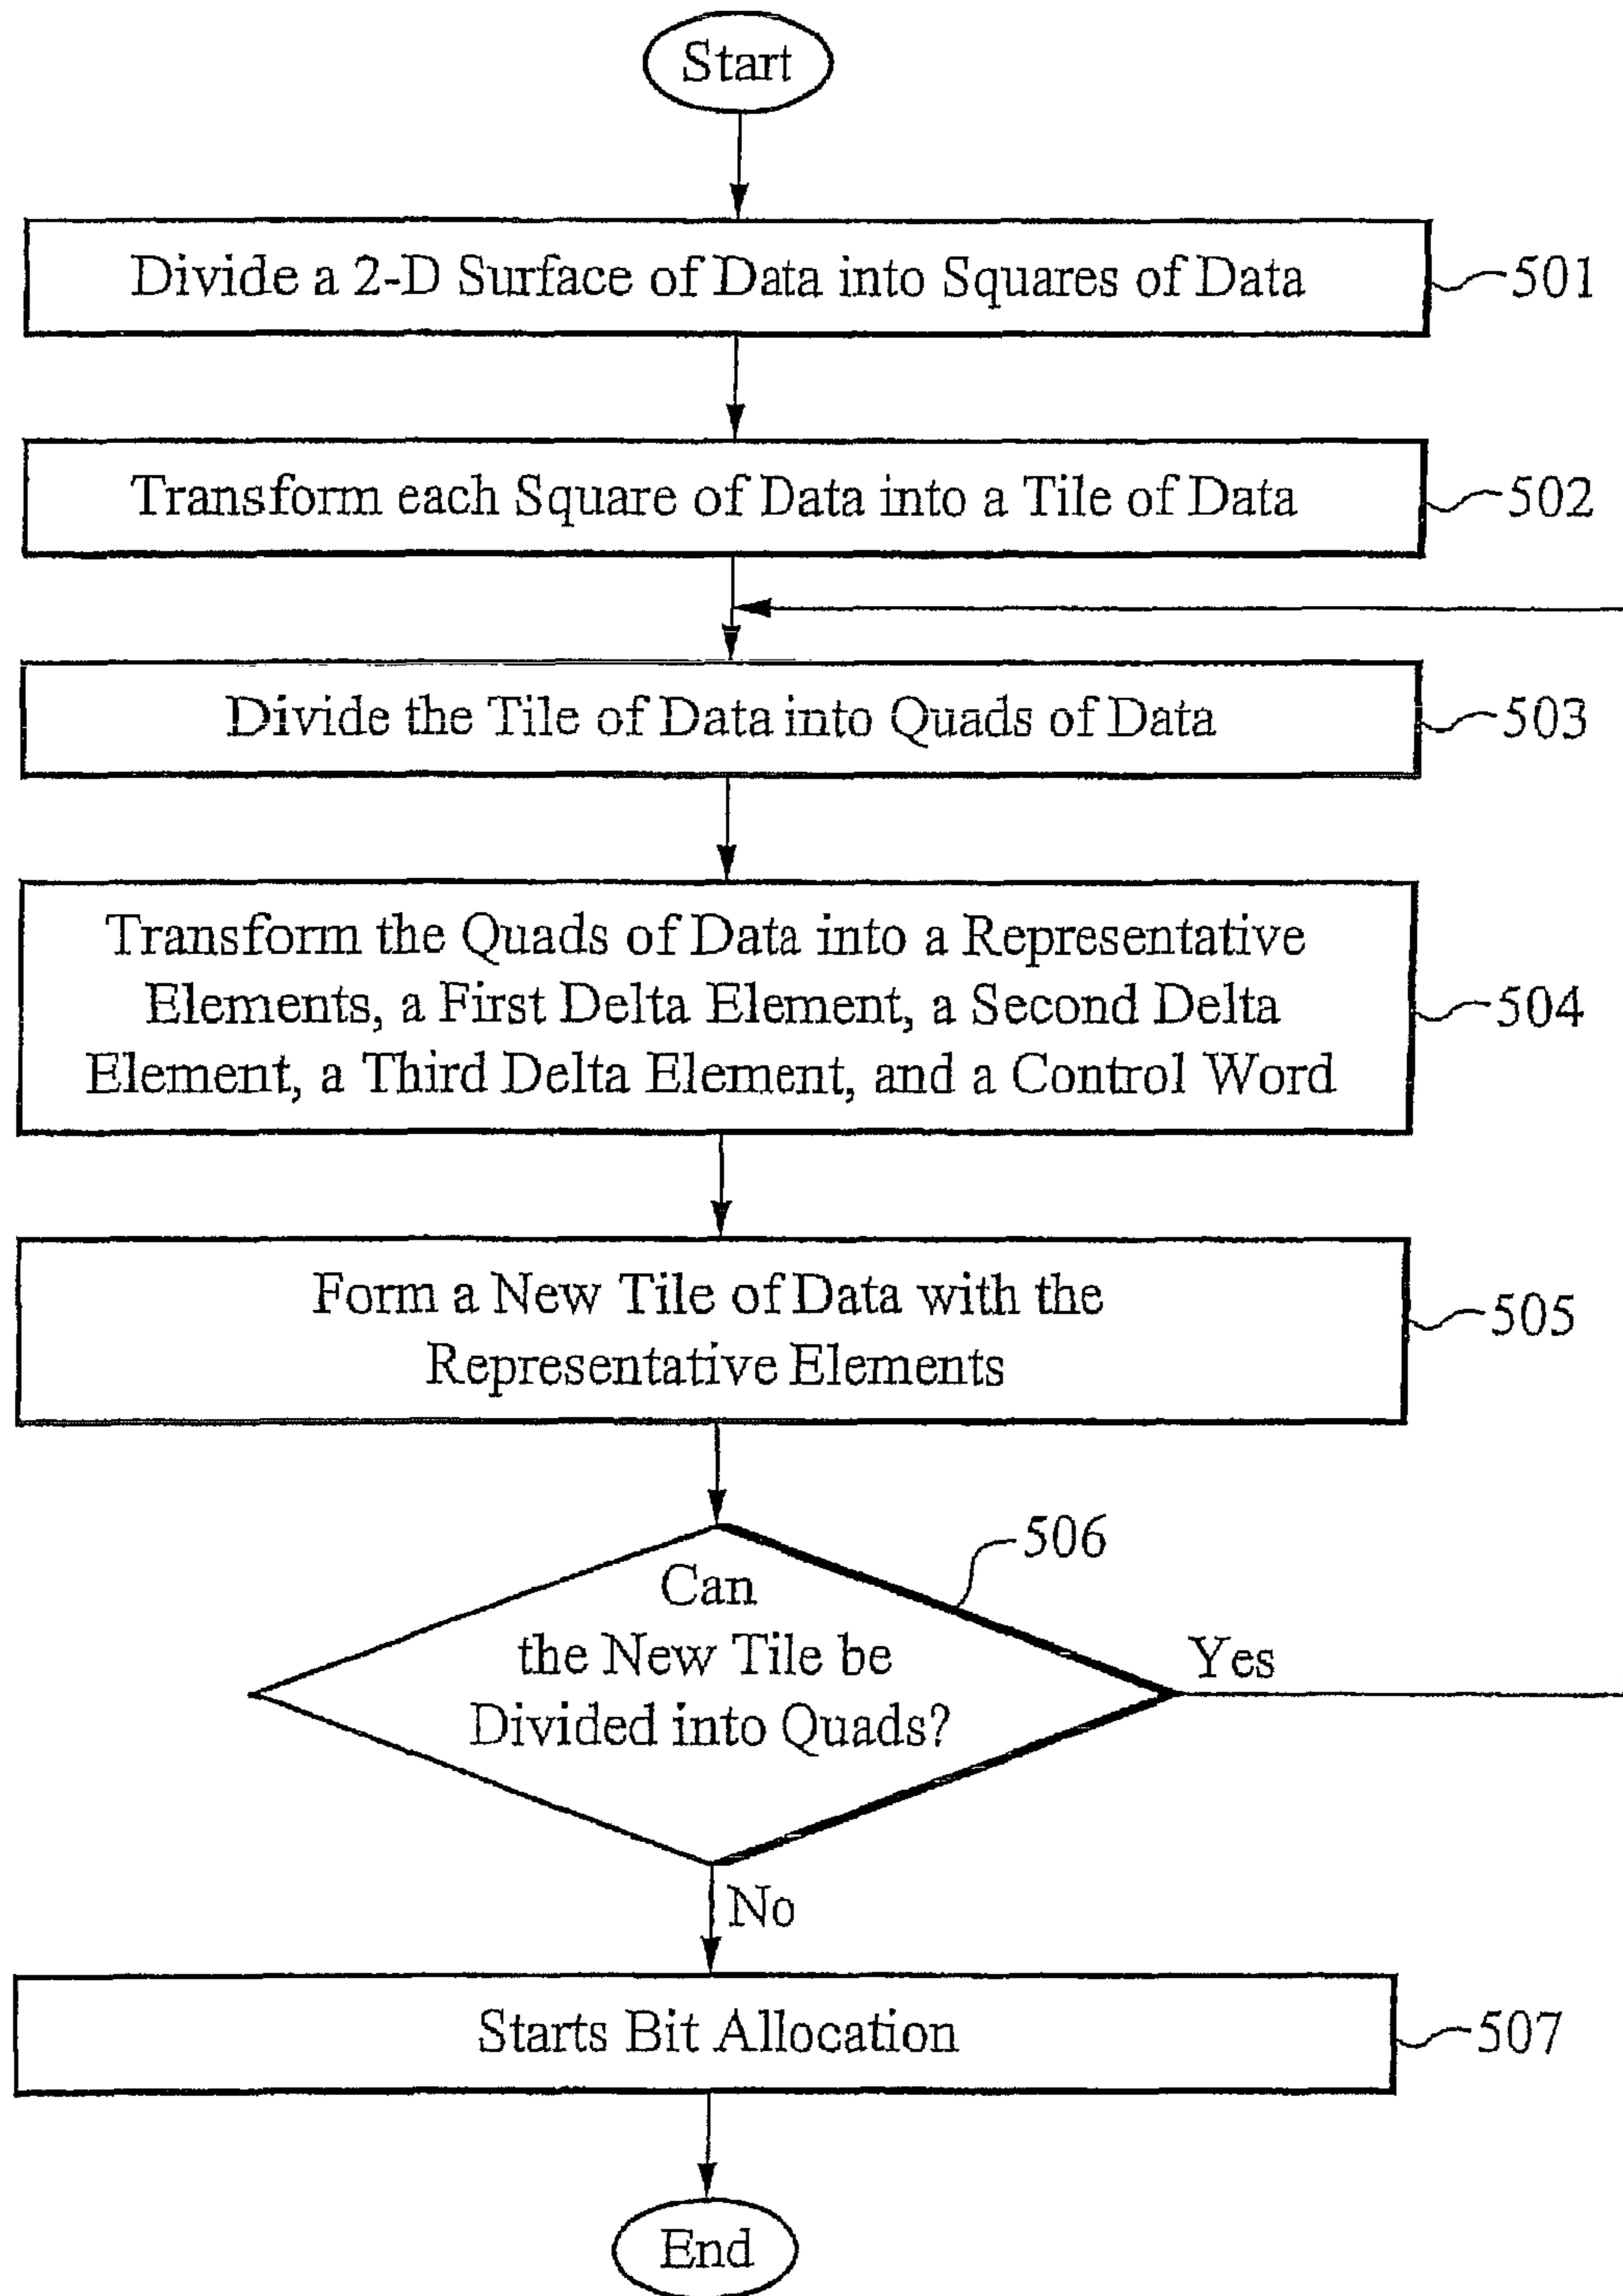 Start
Divide a 2-D Surface of Data into Squares of Data
501
Transform each Square of Data into a Tile of Data
502
Divide the Tile of Data into Quads of Data
503
Transform the Quads of Data into a Representative
Elements, a First Delta Element, a Second Delta
Element, a Third Delta Element, and a Control Word
504
Form a New Tile of Data with the
Representative Elements
505
506
Can
the New Tile be
Divided into Quads?
Yes
No
Starts Bit Allocation
507
End